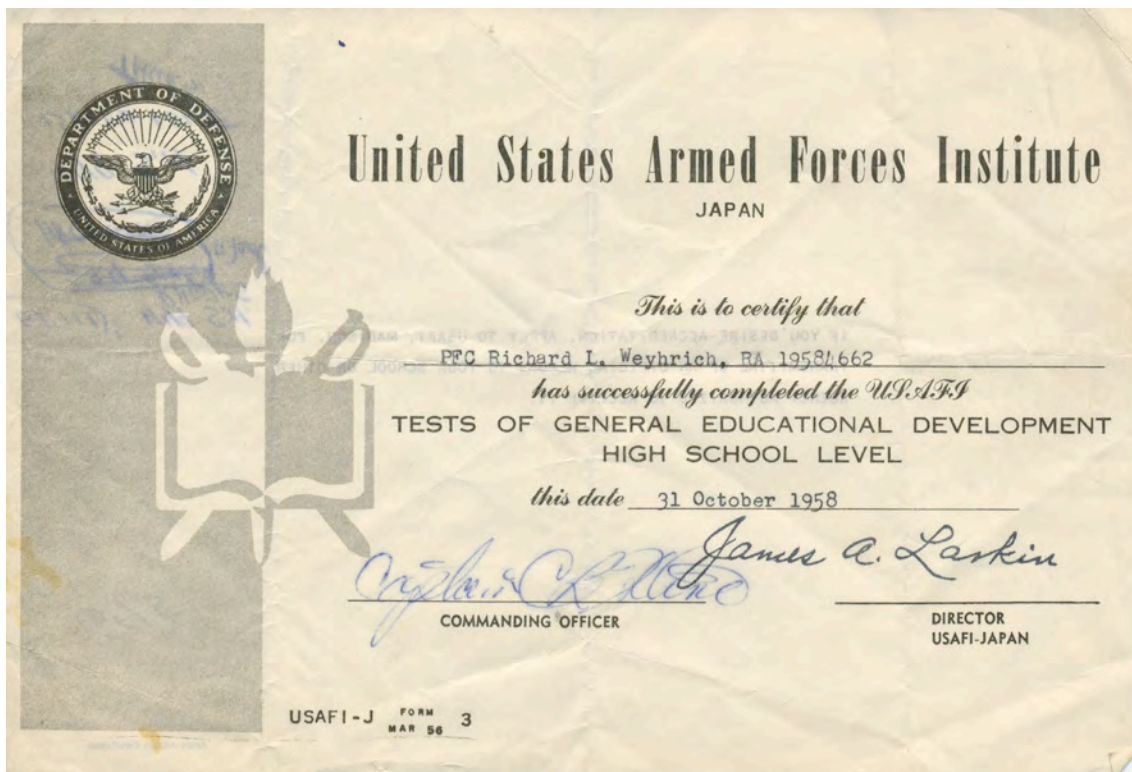 DEPARTMENT OF DEFENSE
UNITED STATES OF AMERICA
United States Armed Forces Institute
JAPAN
This is to certify that
PFC Richard L. Weyhrich, RA 19584662
has successfully completed the USAFI
TESTS OF GENERAL EDUCATIONAL DEVELOPMENT
HIGH SCHOOL LEVEL
this date 31 October 1958
James A. Larkin
COMMANDING OFFICER
DIRECTOR
USAFI-JAPAN
USAFI-J FORM MAR 56 3